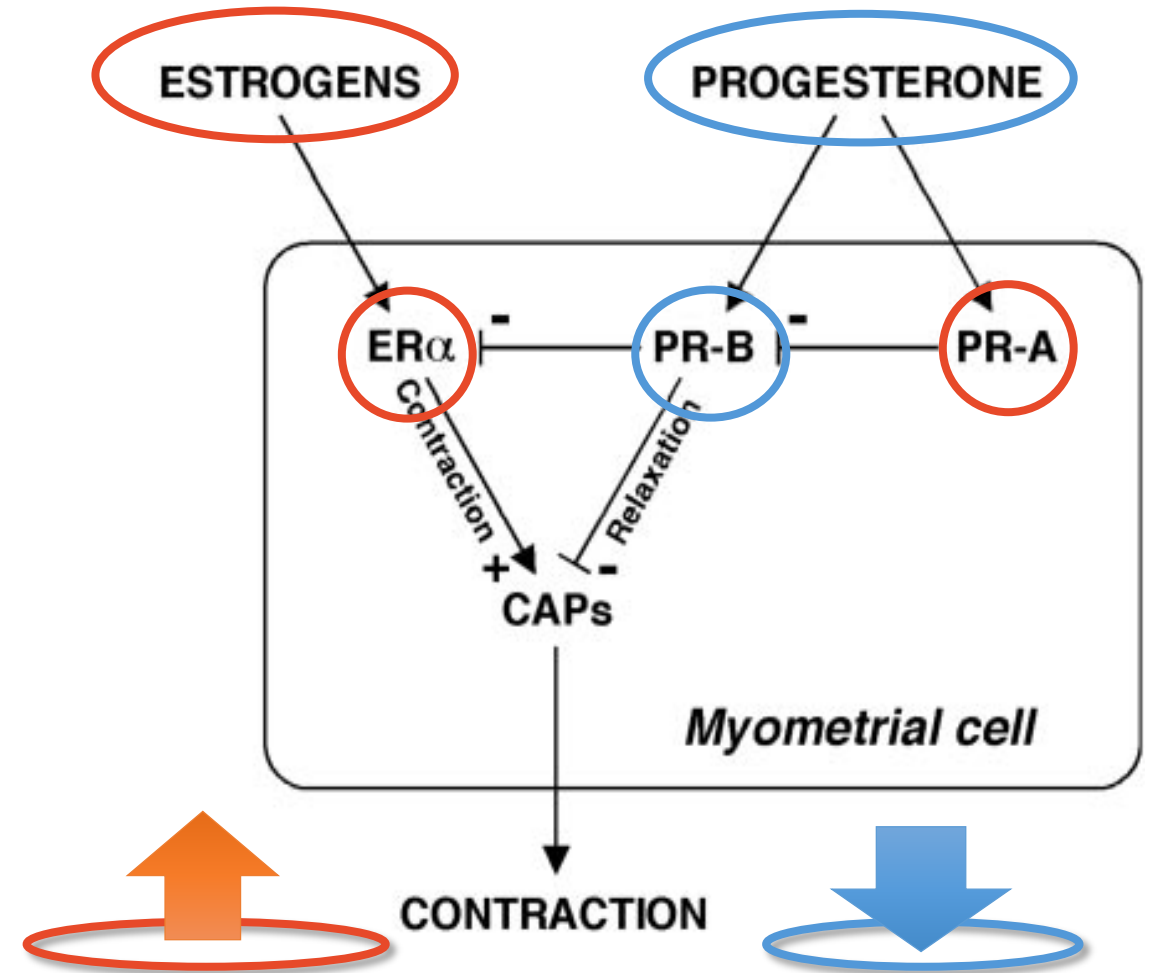 ESTROGENS
PROGESTERONE
ERα
-
PR-B
-
PR-A
Contraction
Relaxation
+
-
CAPs
Myometrial cell
CONTRACTION